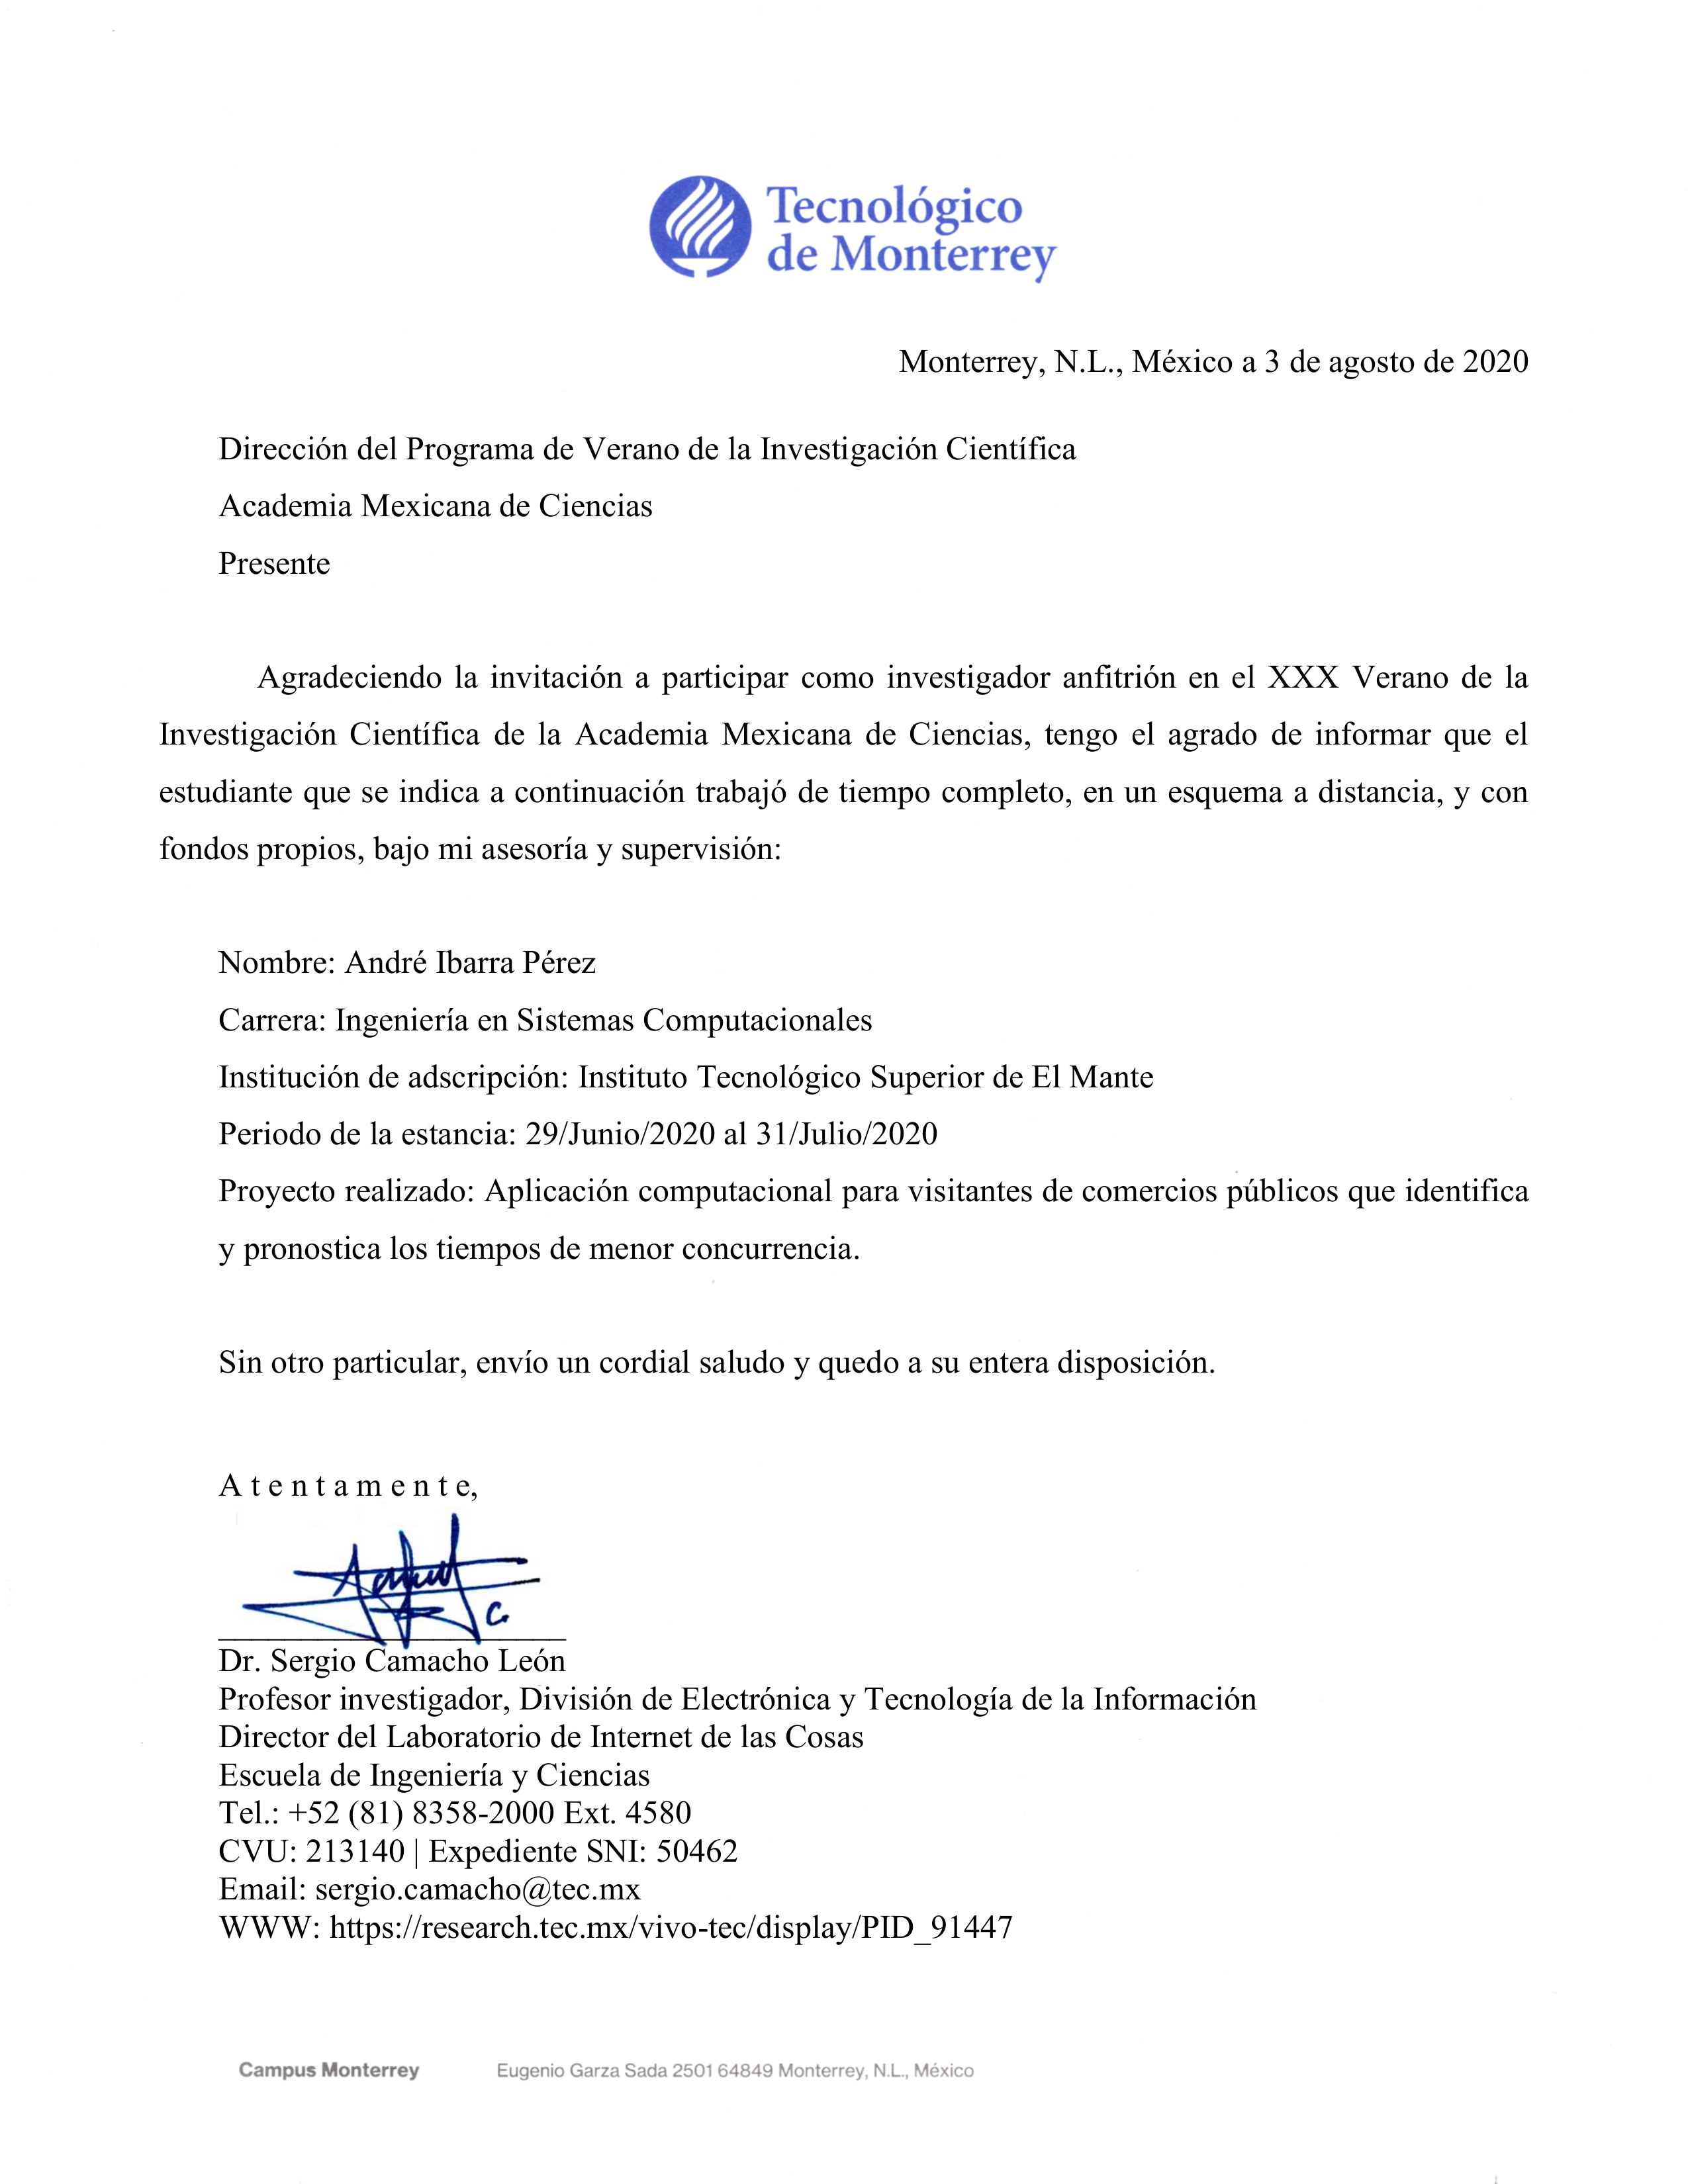 Tecnológico
de Monterrey
Monterrey, N.L., México a 3 de agosto de 2020
Dirección del Programa de Verano de la Investigación Científica
Academia Mexicana de Ciencias
Presente
Agradeciendo la invitación a participar como investigador anfitrión en el XXX Verano de la
Investigación Científica de la Academia Mexicana de Ciencias, tengo el agrado de informar que el
estudiante que se indica a continuación trabajó de tiempo completo, en un esquema a distancia, y con
fondos propios, bajo mi asesoría y supervisión:
Nombre: André Ibarra Pérez
Carrera: Ingeniería en Sistemas Computacionales
Institución de adscripción: Instituto Tecnológico Superior de El Mante
Periodo de la estancia: 29/Junio/2020 al 31/Julio/2020
Proyecto realizado: Aplicación computacional para visitantes de comercios públicos que identifica
y pronostica los tiempos de menor concurrencia.
Sin otro particular, envío un cordial saludo y quedo a su entera disposición.
A t e n t a m e n t e,
Dr. Sergio Camacho León
Profesor investigador, División de Electrónica y Tecnología de la Información
Director del Laboratorio de Internet de las Cosas
Escuela de Ingeniería y Ciencias
Tel.: +52 (81) 8358-2000 Ext. 4580
CVU: 213140 | Expediente SNI: 50462
Email: sergio.camacho@tec.mx
WWW: https://research.tec.mx/vivo-tec/display/PID_91447
Campus Monterrey Eugenio Garza Sada 2501 64849 Monterrey, N.L., México